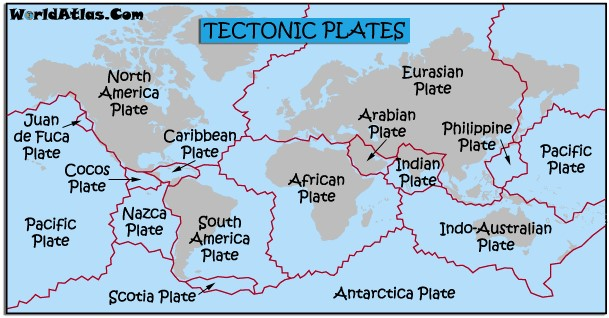 WorldAtlas.Com
TECTONIC PLATES
North
America
Plate
Eurasian
Plate
Juan
de Fuca
Plate
Caribbean
Plate
Arabian
Plate
Philippine
Plate
Cocos
Plate
African
Plate
Indian
Plate
Pacific
Plate
Pacific
Plate
Nazca
Plate
South
America
Plate
Indo-Australian
Plate
Scotia Plate
Antarctica Plate